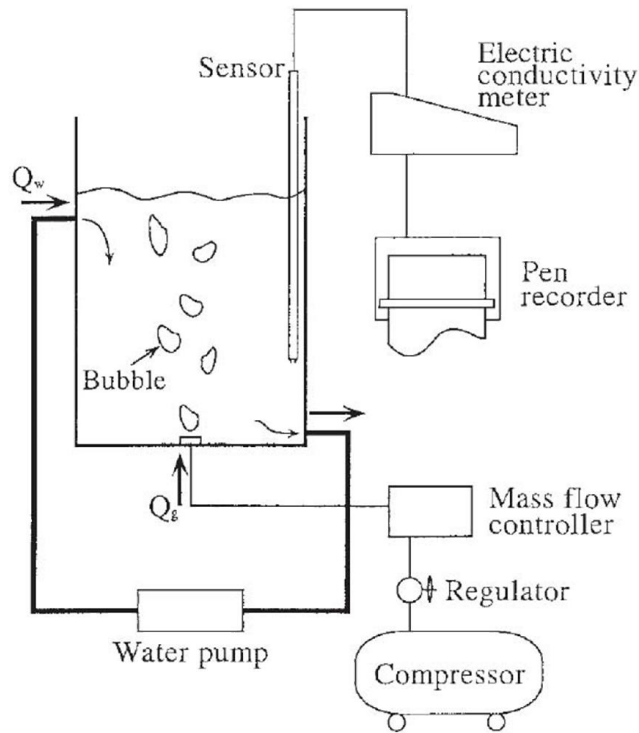 Sensor
Electric
conductivity
meter
Qw
Pen
recorder
Bubble
Qg
Mass flow
controller
Regulator
Water pump
Compressor